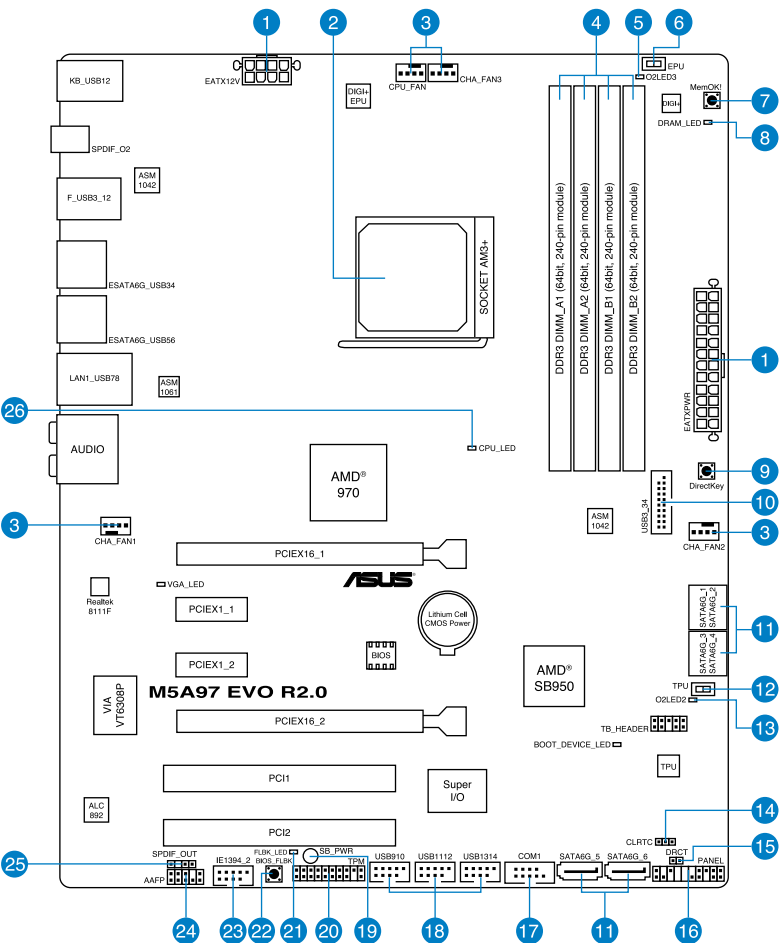 1
2
3
4
5
6
KB_USB12
EATX12V
DIGI+
EPU
CPU_FAN
CHA_FAN3
EPU
O2LED3
DIGI+
MemOK!
7
DRAM_LED
8
SPDIF_O2
ASM
1042
F_USB3_12
SOCKET AM3+
DDR3 DIMM_A1 (64bit, 240-pin module)
DDR3 DIMM_A2 (64bit, 240-pin module)
DDR3 DIMM_B1 (64bit, 240-pin module)
DDR3 DIMM_B2 (64bit, 240-pin module)
ESATA6G_USB34
ESATA6G_USB56
EATXPWR
1
LAN1_USB78
ASM
1061
26
AUDIO
CPU_LED
AMD®
970
9
DirectKey
USB3_34
10
ASM
1042
3
CHA_FAN1
3
CHA_FAN2
PCIEX16_1
ASUS®
VGA_LED
Realtek
8111F
PCIEX1_1
Lithium Cell
CMOS Power
SATA6G_1
SATA6G_2
11
SATA6G_3
SATA6G_4
BIOS
PCIEX1_2
AMD®
SB950
VIA
VT6308P
M5A97 EVO R2.0
TPU
12
O2LED2
13
PCIEX16_2
TB_HEADER
BOOT_DEVICE_LED
TPU
PCI1
Super
I/O
ALC
892
14
CLRTC
PCI2
DRCT
15
25
SPDIF_OUT
AAFP
IE1394_2
FLBK_LED
BIOS_FLBK
SB_PWR
TPM
USB910
USB1112
USB1314
COM1
SATA6G_5
SATA6G_6
PANEL
24
23
22
21
20
19
18
17
11
16